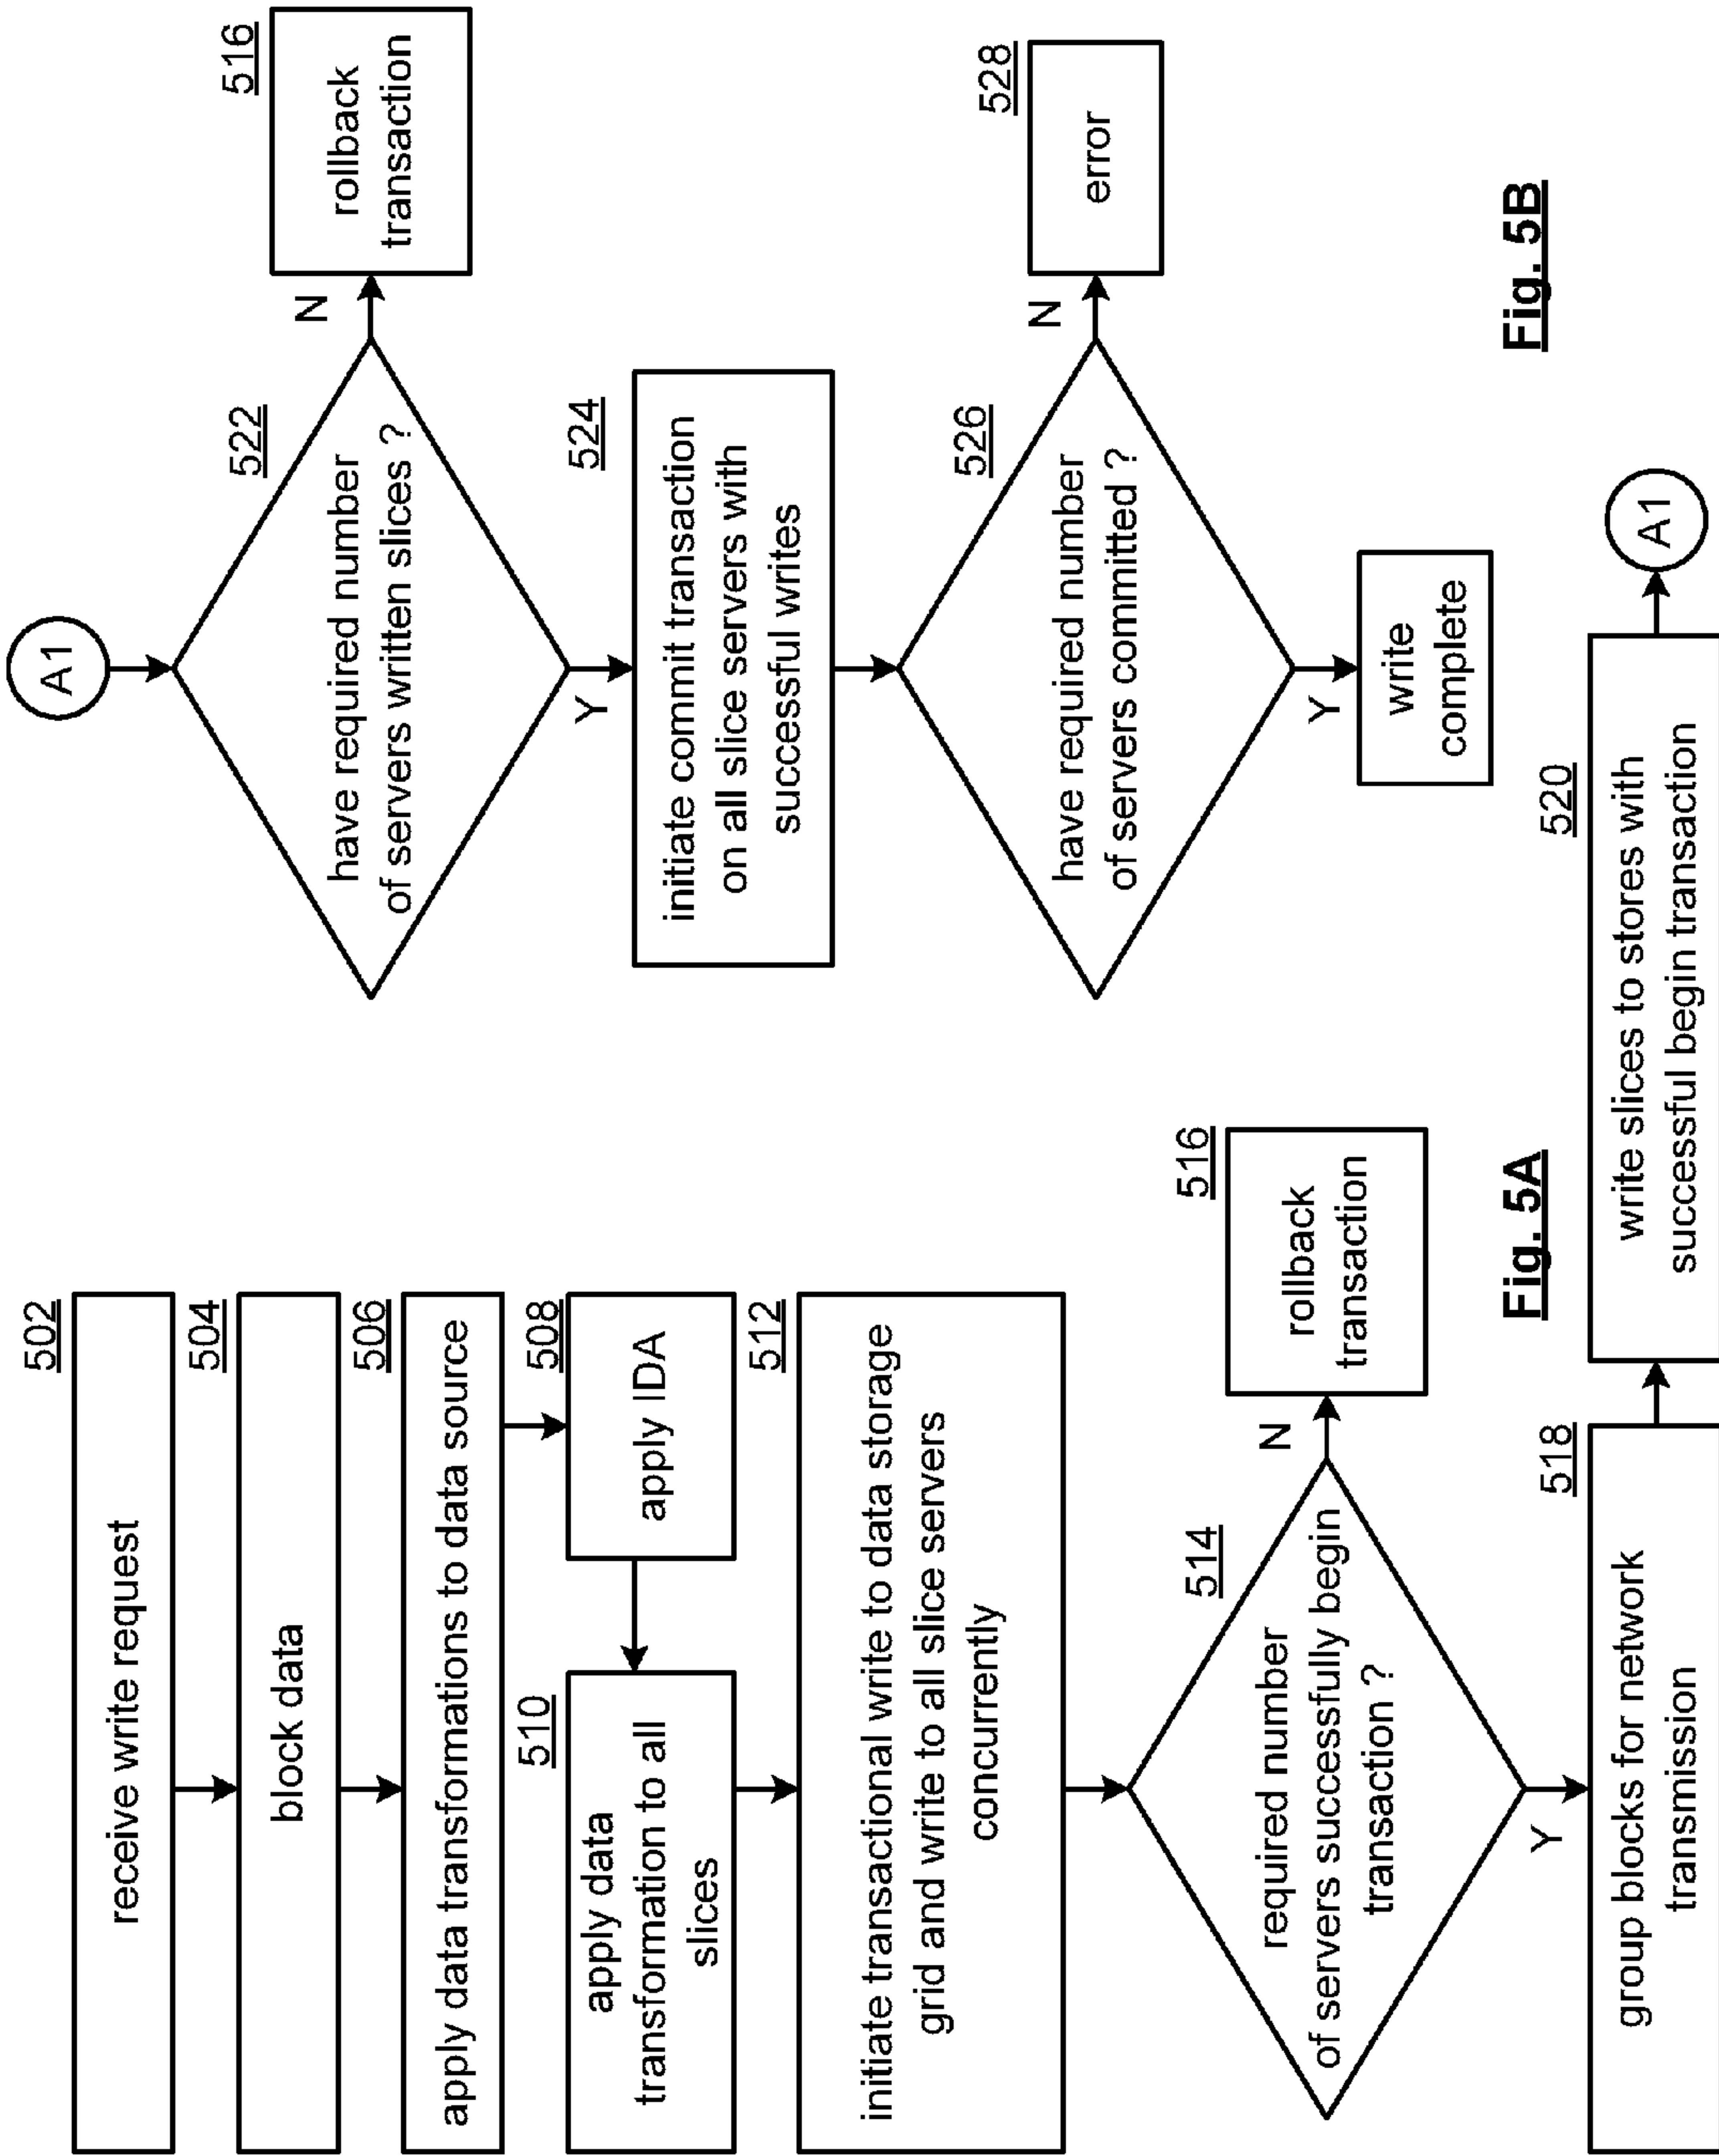 502
receive write request
504
block data
506
apply data transformations to data source
508
apply IDA
510
apply data
transformation to all
slices
512
initiate transactional write to data storage
grid and write to all slice servers
concurrently
514
required number
of servers successfully begin
transaction ?
N
516
rollback
transaction
Y
518
group blocks for network
transmission
520
write slices to stores with
successful begin transaction
A1
Fig. 5A
A1
522
have required number
of servers written slices ?
N
516
rollback
transaction
Y
524
initiate commit transaction
on all slice servers with
successful writes
526
have required number
of servers committed ?
N
528
error
Y
write
complete
Fig. 5B